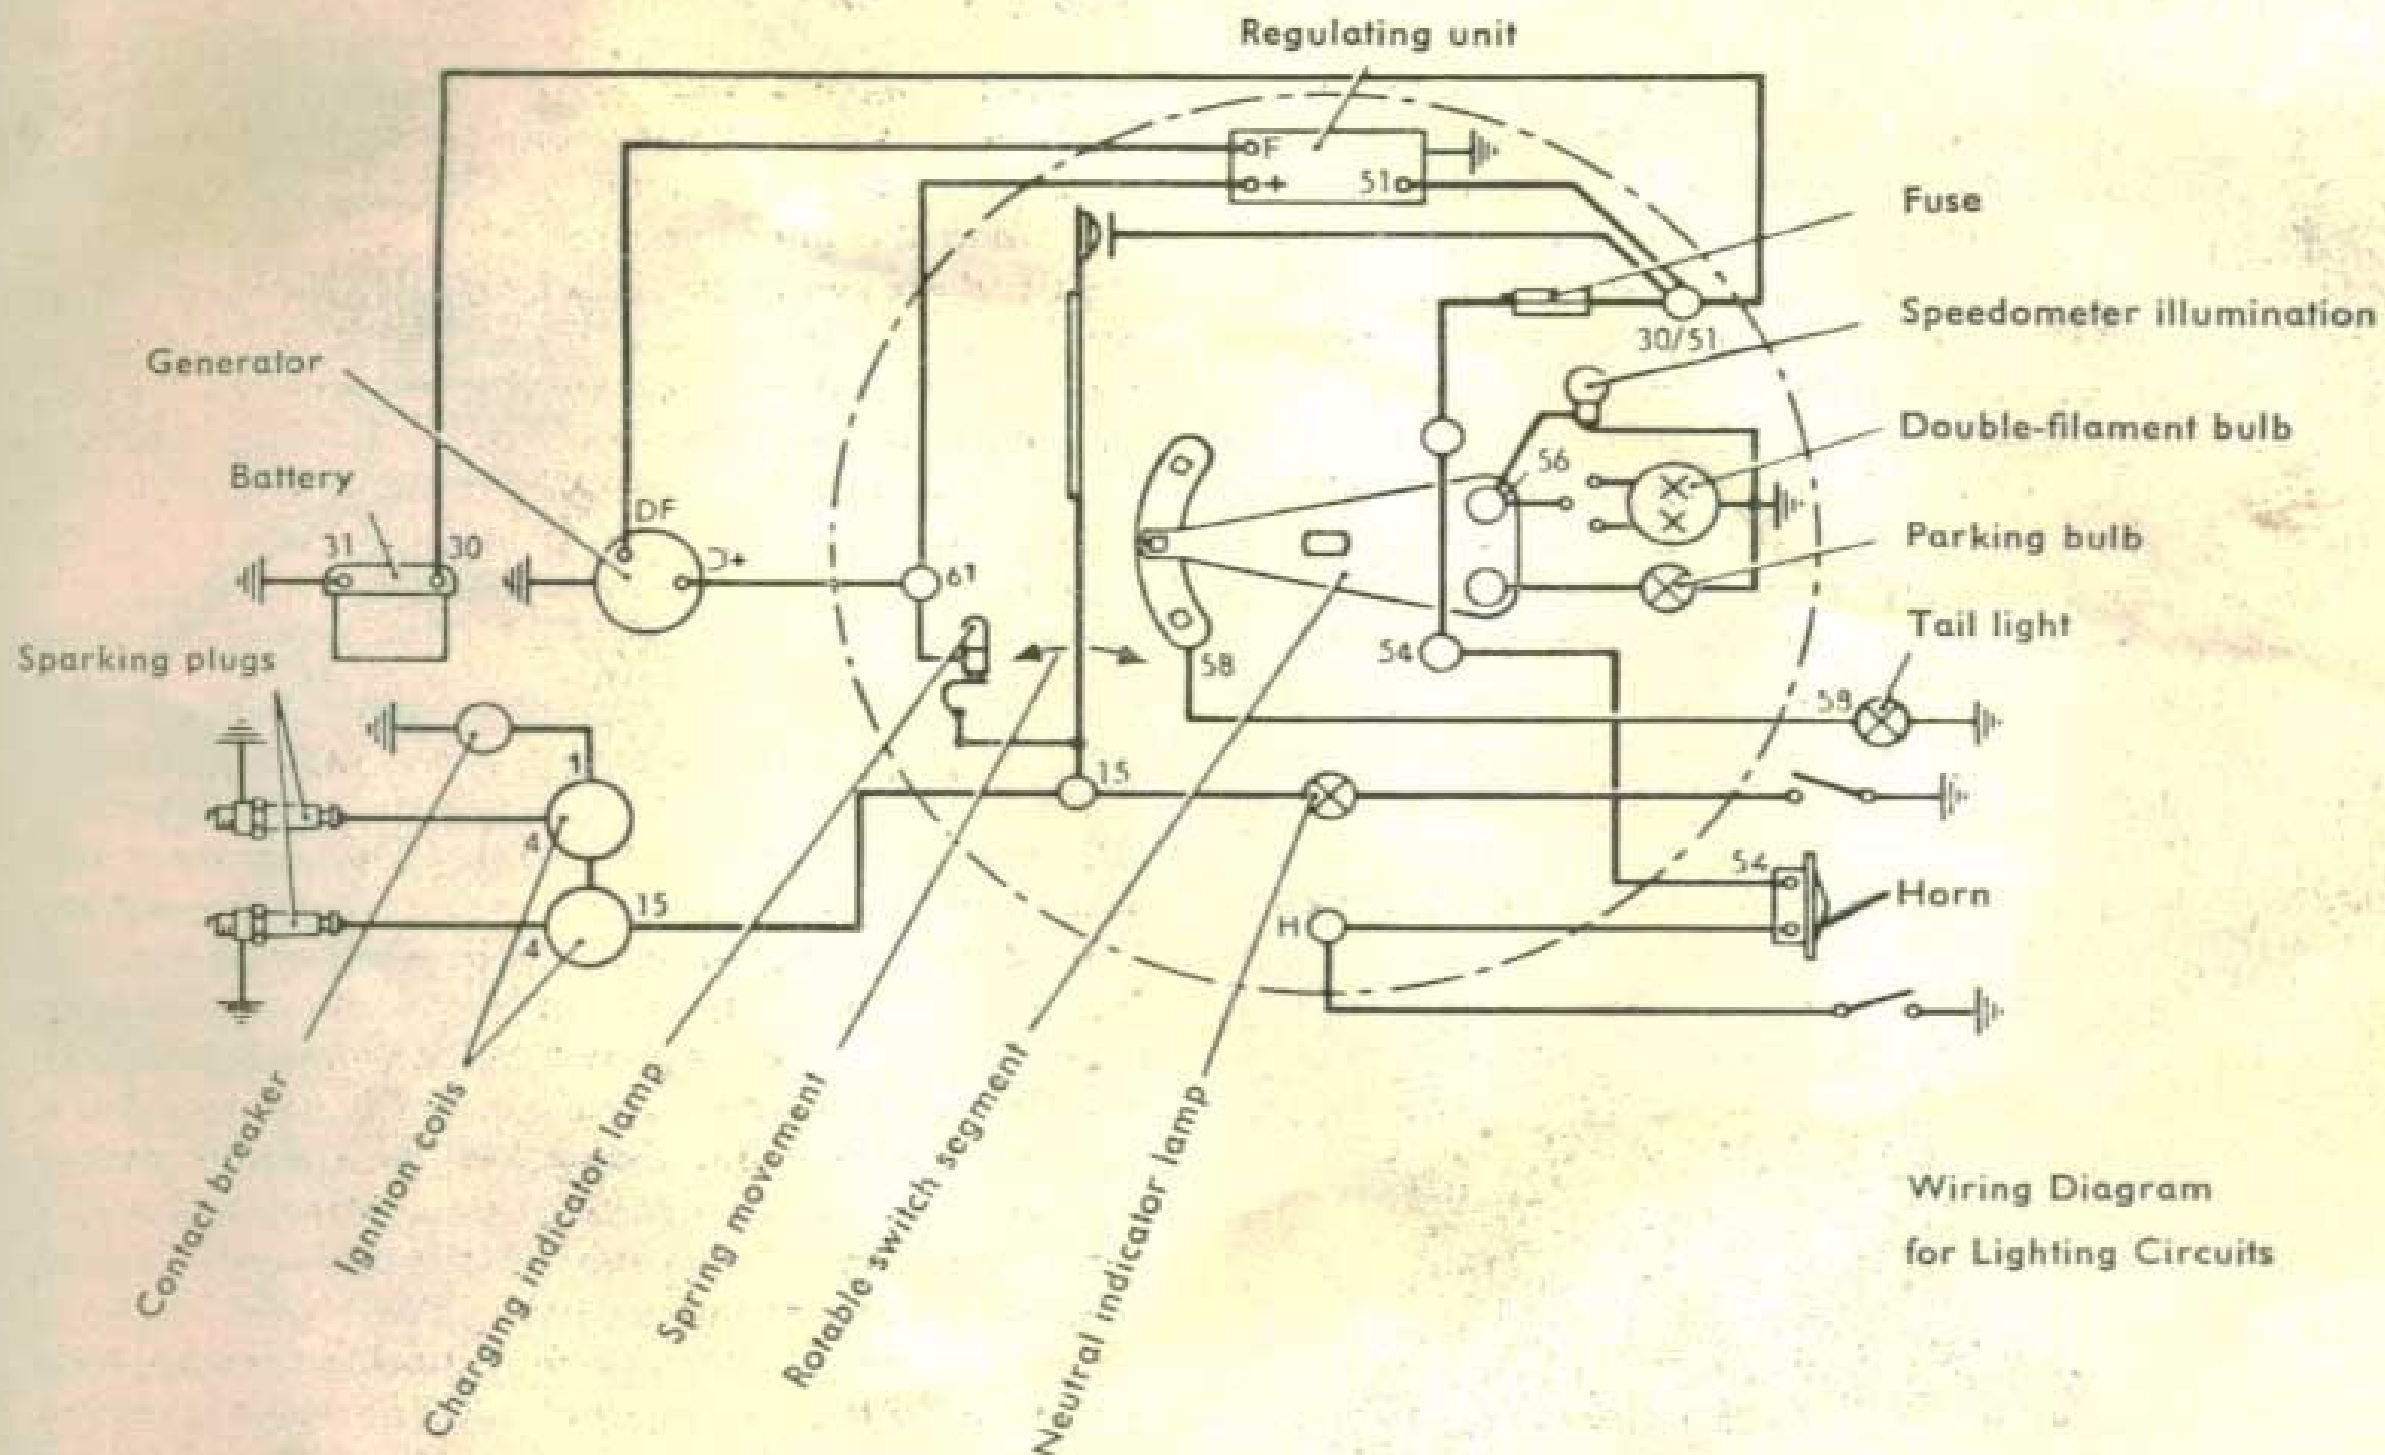 Regulating unit
F
+
51
Fuse
30/51
Speedometer illumination
Generator
Double-filament bulb
Battery
56
DF
Parking bulb
31
30
D+
61
Tail light
Sparking plugs
54
58
59
1
15
4
54
Horn
15
4
H
Contact breaker
Ignition coils
Charging indicator lamp
Spring movement
Rotable switch segment
Neutral indicator lamp
Wiring Diagram
for Lighting Circuits